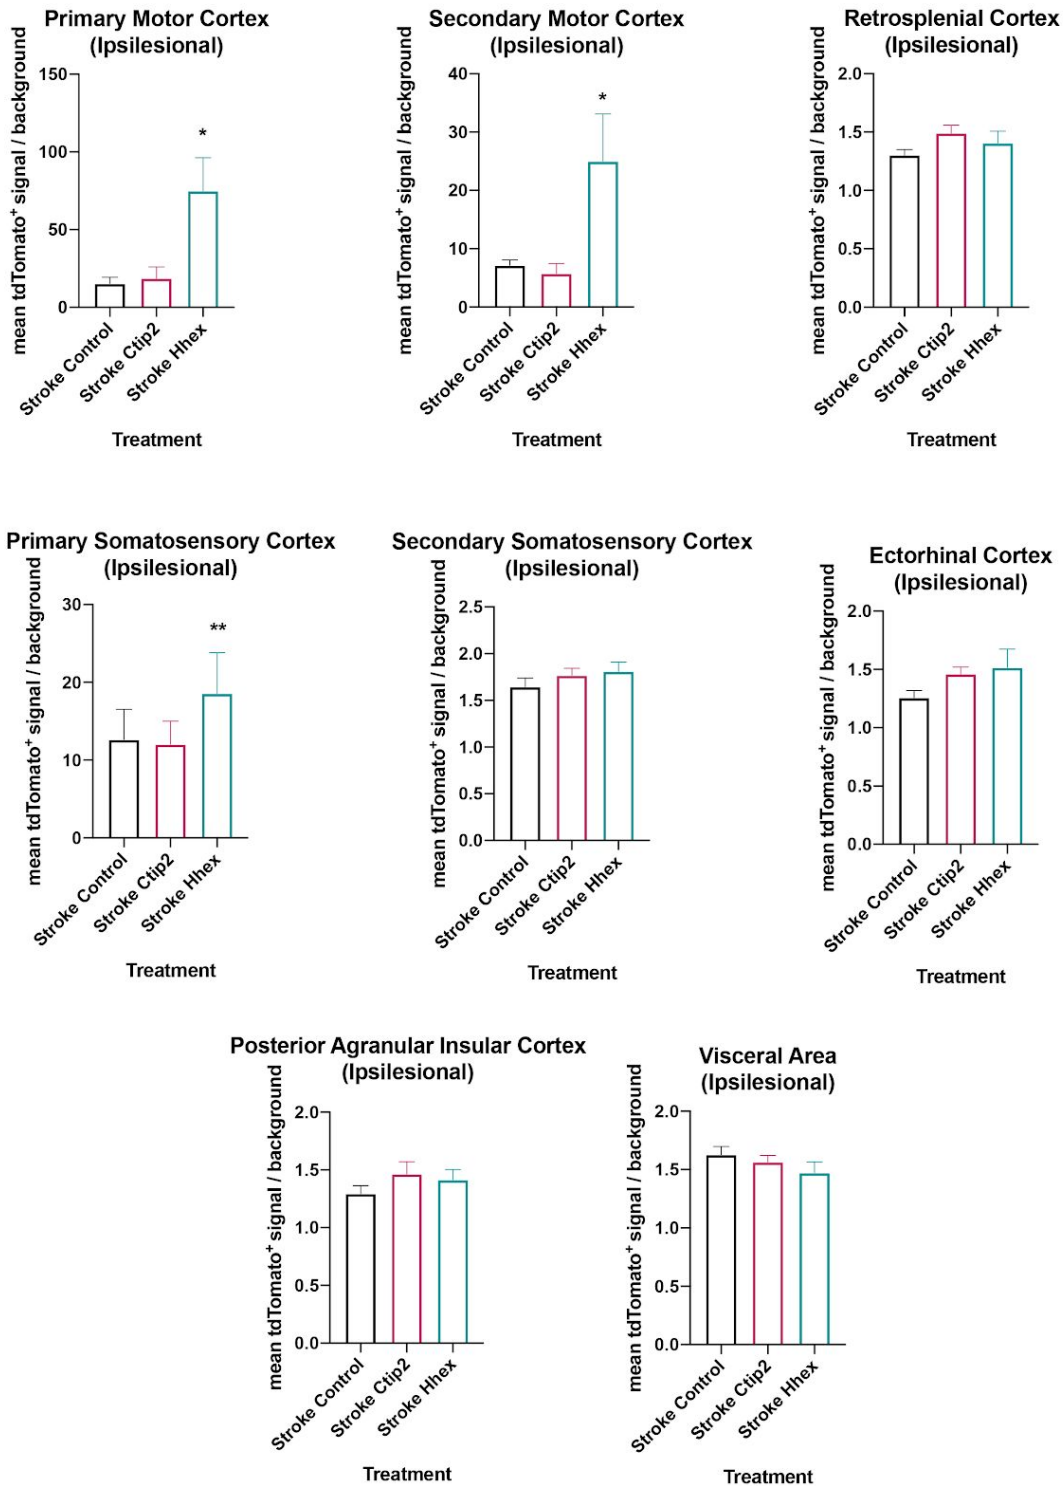 Primary Motor Cortex
(Ipsilesional)
mean tdTomato⁺ signal / background
150
100
50
0
*
Stroke Control
Stroke Ctip2
Stroke Hhex
Treatment
Secondary Motor Cortex
(Ipsilesional)
mean tdTomato⁺ signal / background
40
30
20
10
0
*
Stroke Control
Stroke Ctip2
Stroke Hhex
Treatment
Retrosplenial Cortex
(Ipsilesional)
mean tdTomato⁺ signal / background
2.0
1.5
1.0
0.5
0.0
Stroke Control
Stroke Ctip2
Stroke Hhex
Treatment
Primary Somatosensory Cortex
(Ipsilesional)
mean tdTomato⁺ signal / background
30
20
10
0
**
Stroke Control
Stroke Ctip2
Stroke Hhex
Treatment
Secondary Somatosensory Cortex
(Ipsilesional)
mean tdTomato⁺ signal / background
2.5
2.0
1.5
1.0
0.5
0.0
Stroke Control
Stroke Ctip2
Stroke Hhex
Treatment
Ectorhinal Cortex
(Ipsilesional)
mean tdTomato⁺ signal / background
2.0
1.5
1.0
0.5
0.0
Stroke Control
Stroke Ctip2
Stroke Hhex
Treatment
Posterior Agranular Insular Cortex
(Ipsilesional)
mean tdTomato⁺ signal / background
2.0
1.5
1.0
0.5
0.0
Stroke Control
Stroke Ctip2
Stroke Hhex
Treatment
Visceral Area
(Ipsilesional)
mean tdTomato⁺ signal / background
2.0
1.5
1.0
0.5
0.0
Stroke Control
Stroke Ctip2
Stroke Hhex
Treatment